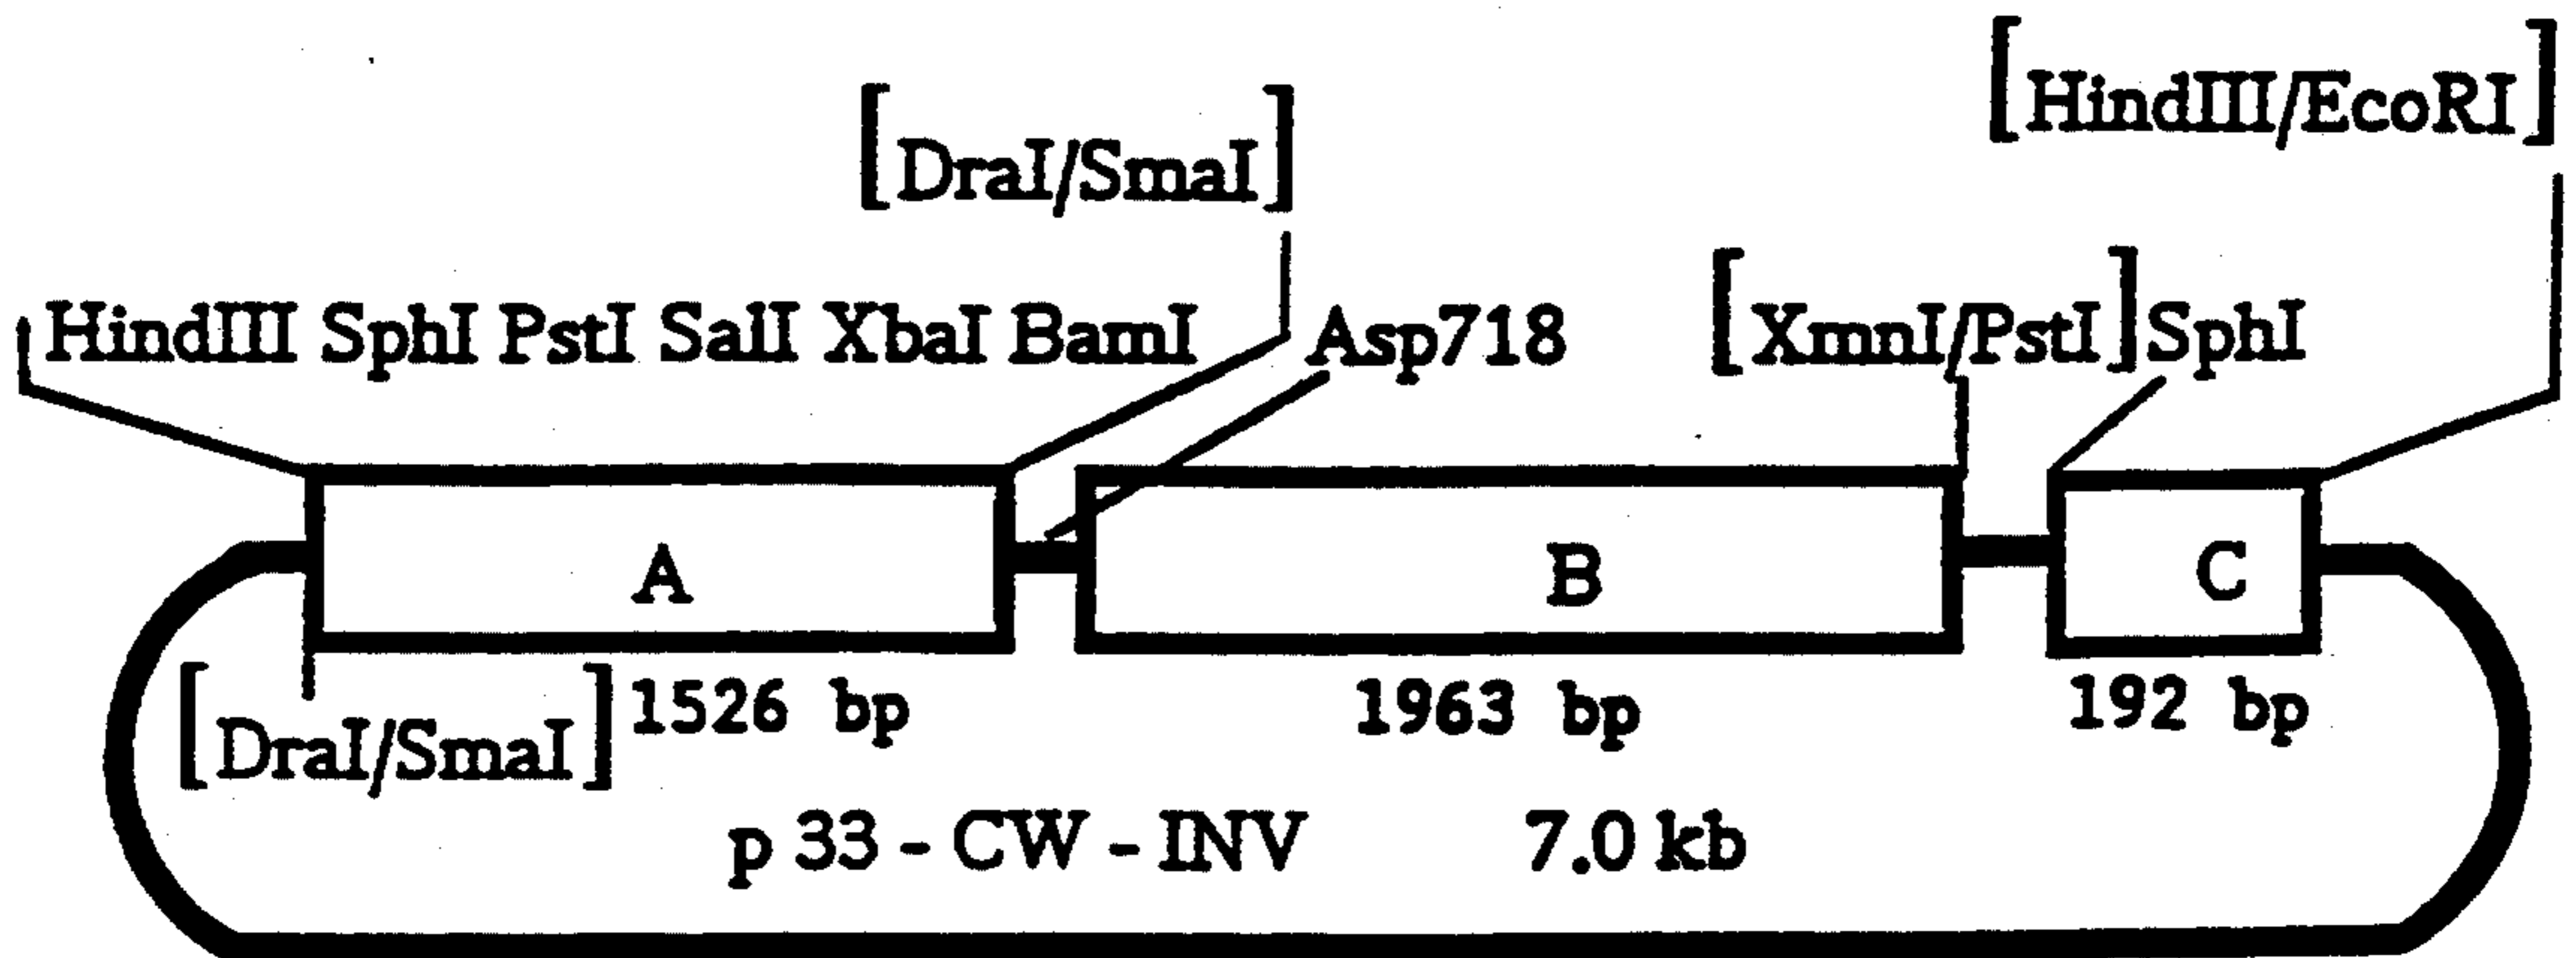 [HindIII/EcoRI]
[DraI/SmaI]
HindIII SphI PstI SalI XbaI BamI Asp718 [XmnI/PstI] SphI
A B C
1526 bp 1963 bp 192 bp
[DraI/SmaI]
p 33 - CW - INV 7.0 kb